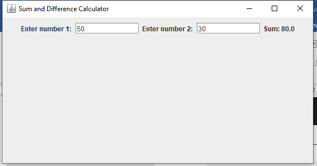 Sum and Difference Calculator
Enter number 1: 50 Enter number 2: 30 Sum: 80.0